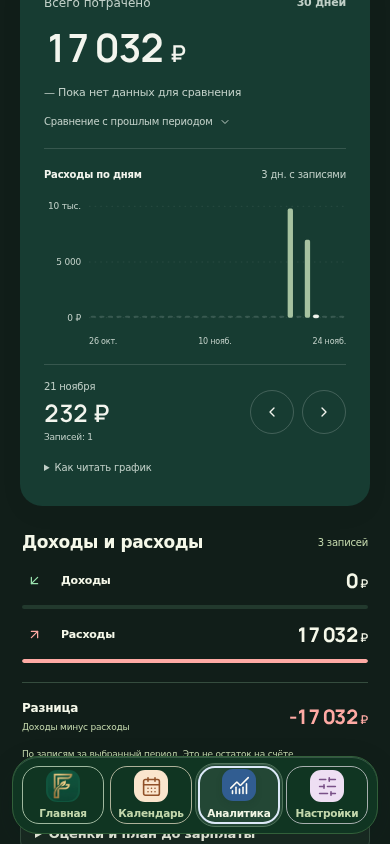 Всего потрачено 30 дней
17 032 ₽
— Пока нет данных для сравнения
Сравнение с прошлым периодом
Расходы по дням 3 дн. с записями
10 тыс.
5 000
0 ₽
26 окт. 10 нояб. 24 нояб.
21 ноября
232 ₽
Записей: 1
▶ Как читать график
Доходы и расходы 3 записей
Доходы 0 ₽
Расходы 17 032 ₽
Разница
Доходы минус расходы
-17 032 ₽
По записям за выбранный период. Это не остаток на счёте.
Главная Календарь Аналитика Настройки
▶ Оценки и план до зарплаты